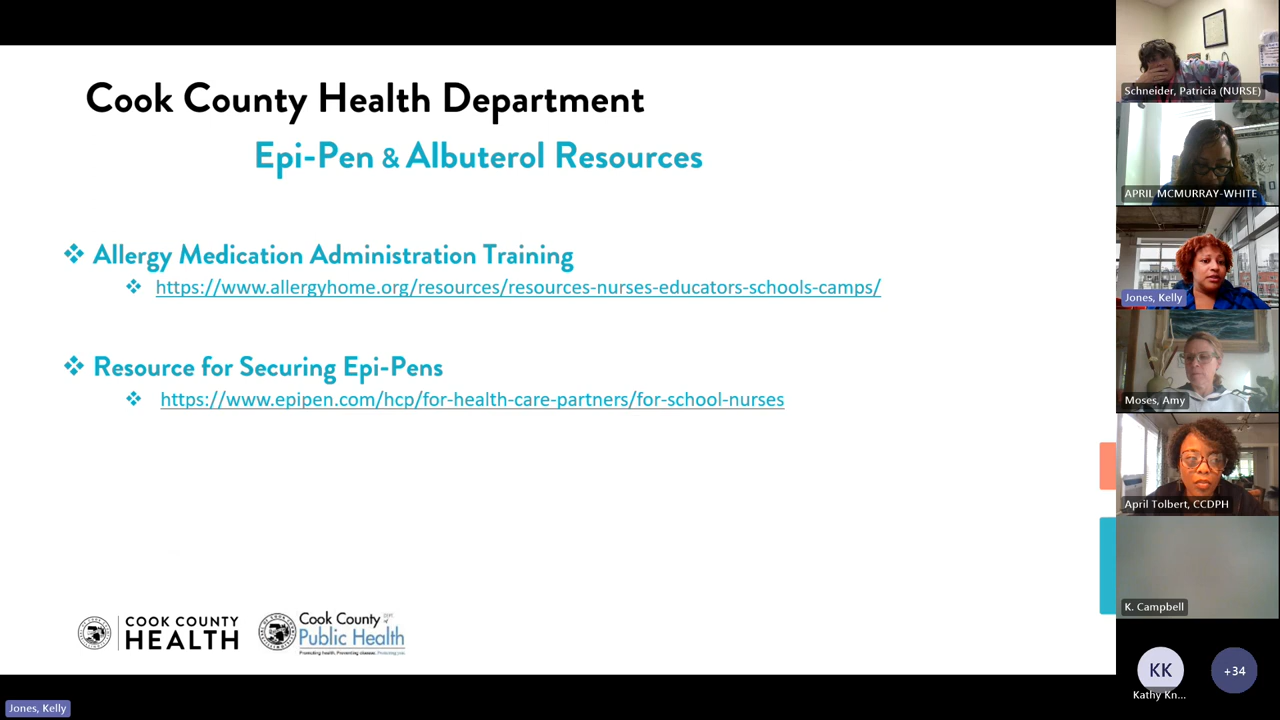 Cook County Health Department
Epi-Pen & Albuterol Resources
Allergy Medication Administration Training
https://www.allergyhome.org/resources/resources-nurses-educators-schools-camps/
Resource for Securing Epi-Pens
https://www.epipen.com/hcp/for-health-care-partners/for-school-nurses
COOK COUNTY
HEALTH
Cook County
Public Health
Promoting health. Preventing disease. Protecting you.
Schneider, Patricia (NURSE)
APRIL MCMURRAY-WHITE
Jones, Kelly
Moses, Amy
April Tolbert, CCDPH
K. Campbell
KK
+34
Kathy Kn...
Jones, Kelly